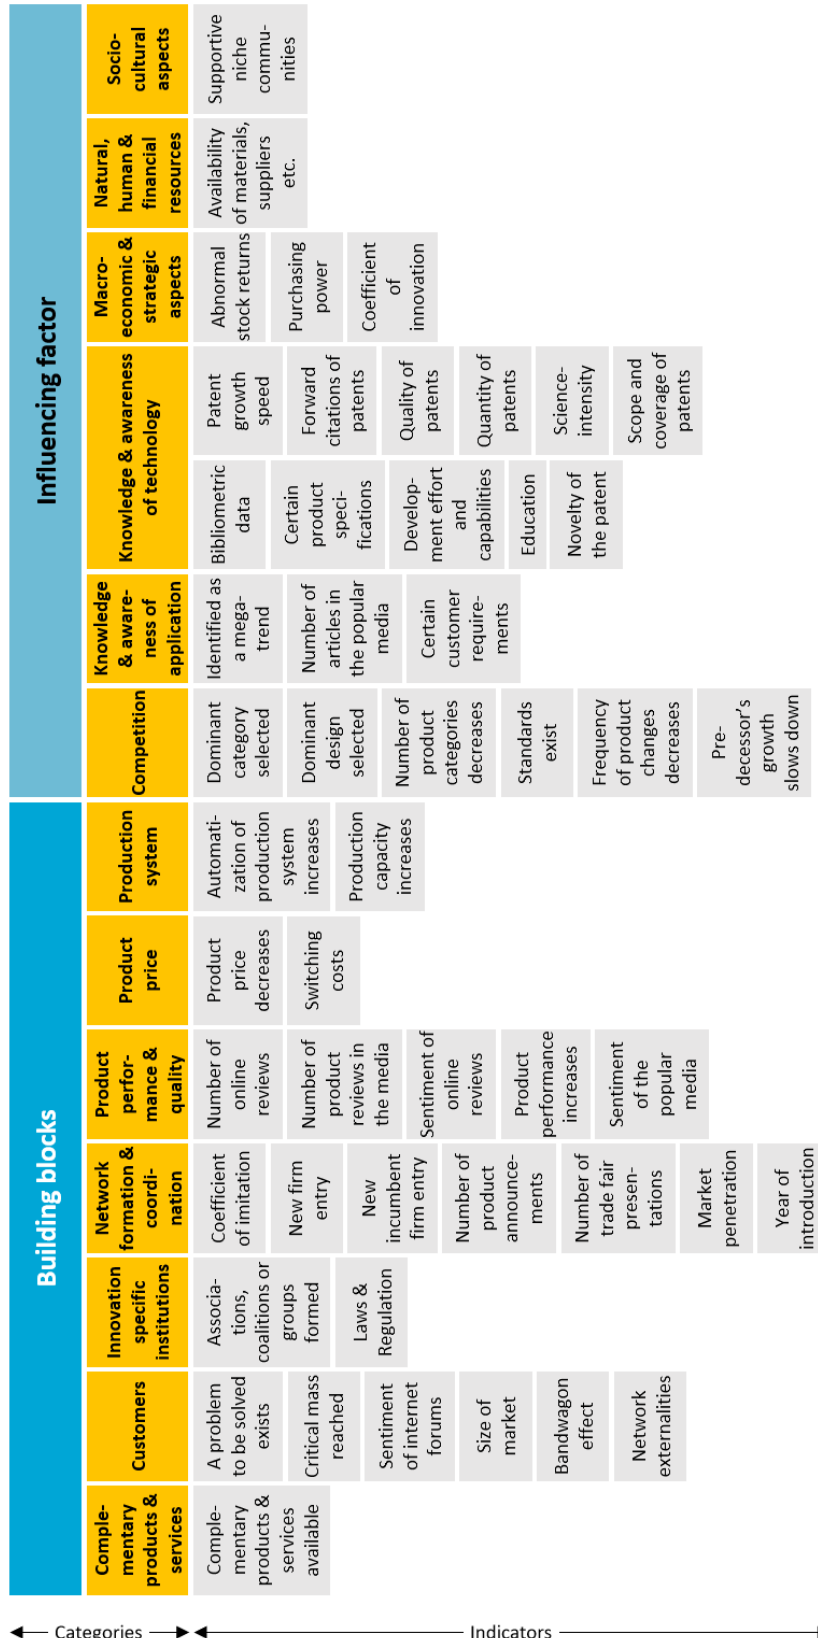 Building blocks
Influencing factor
Comple-
mentary
products &
services
Customers
Innovation
specific
institutions
Network
formation &
coordi-
nation
Product
perfor-
mance &
quality
Product
price
Production
system
Competition
Knowledge
& aware-
ness of
application
Knowledge & awareness
of technology
Macro-
economic &
strategic
aspects
Natural,
human &
financial
resources
Socio-
cultural
aspects
Comple-
mentary
products &
services
available
A problem
to be solved
exists
Critical mass
reached
Sentiment
of internet
forums
Size of
market
Bandwagon
effect
Network
externalities
Associa-
tions,
coalitions or
groups
formed
Laws &
Regulation
Coefficient
of imitation
New firm
entry
New
incumbent
firm entry
Number of
product
announce-
ments
Number of
trade fair
presen-
tations
Market
penetration
Year of
introduction
Number of
online
reviews
Number of
product
reviews in
the media
Sentiment of
online
reviews
Product
performance
increases
Sentiment
of the
popular
media
Product
price
decreases
Switching
costs
Automati-
zation of
production
system
increases
Production
capacity
increases
Dominant
category
selected
Dominant
design
selected
Number of
product
categories
decreases
Standards
exist
Frequency
of product
changes
decreases
Pre-
decessor's
growth
slows down
Identified as
a mega-
trend
Number of
articles in
the popular
media
Certain
customer
require-
ments
Bibliometric
data
Certain
product
speci-
fications
Develop-
ment effort
and
capabilities
Education
Novelty of
the patent
Patent
growth
speed
Forward
citations of
patents
Quality of
patents
Quantity of
patents
Science-
intensity
Scope and
coverage of
patents
Abnormal
stock returns
Purchasing
power
Coefficient
of
innovation
Availability
of materials,
suppliers
etc.
Supportive
niche
commu-
nities
Categories
Indicators